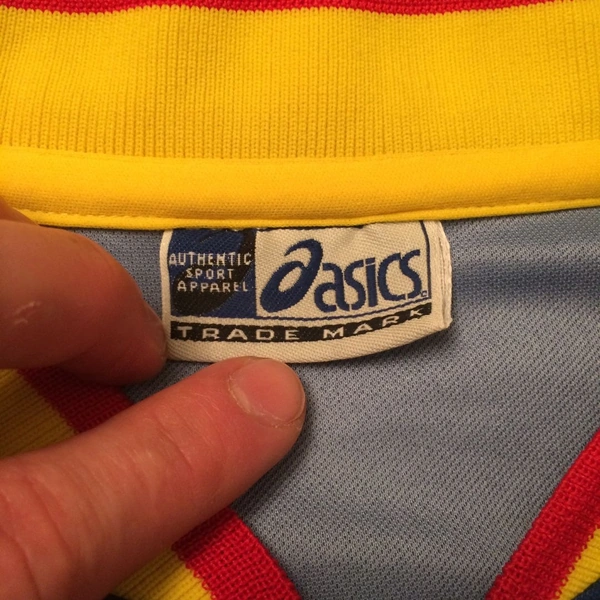 AUTHENTIC
SPORT
APPAREL
asics
TRADE MARK